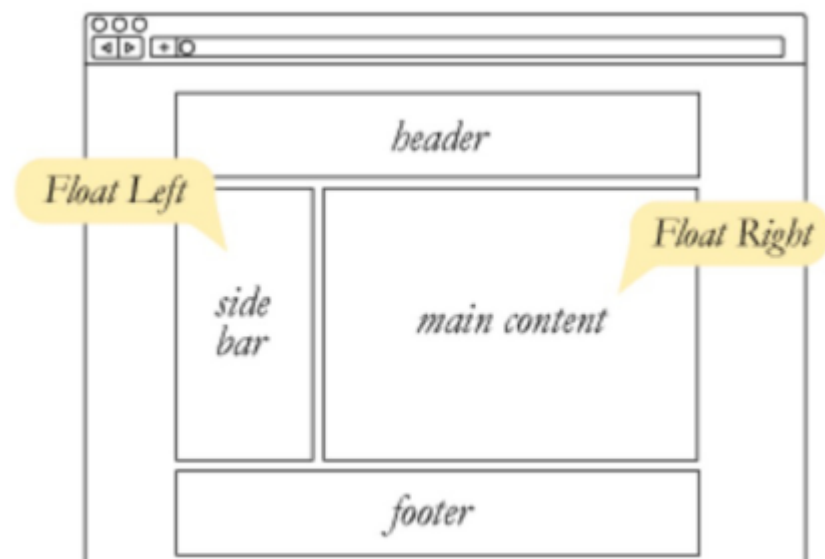 header
Float Left
Float Right
side
bar
main content
footer